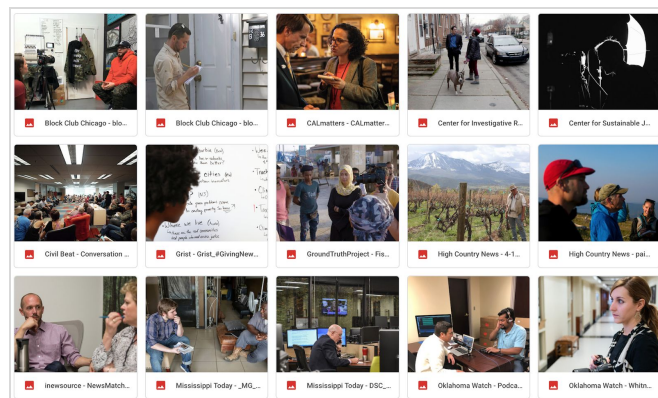 Block Club Chicago - blo...
Block Club Chicago - blo...
CALmatters - CALmatter...
Center for Investigative R...
Center for Sustainable J...
Civil Beat - Conversation ...
Grist - Grist_#GivingNew...
GroundTruthProject - Fis...
High Country News - 4-1...
High Country News - pai...
inewsource - NewsMatch...
Mississippi Today - _MG_...
Mississippi Today - DSC_...
Oklahoma Watch - Podca...
Oklahoma Watch - Whitn...